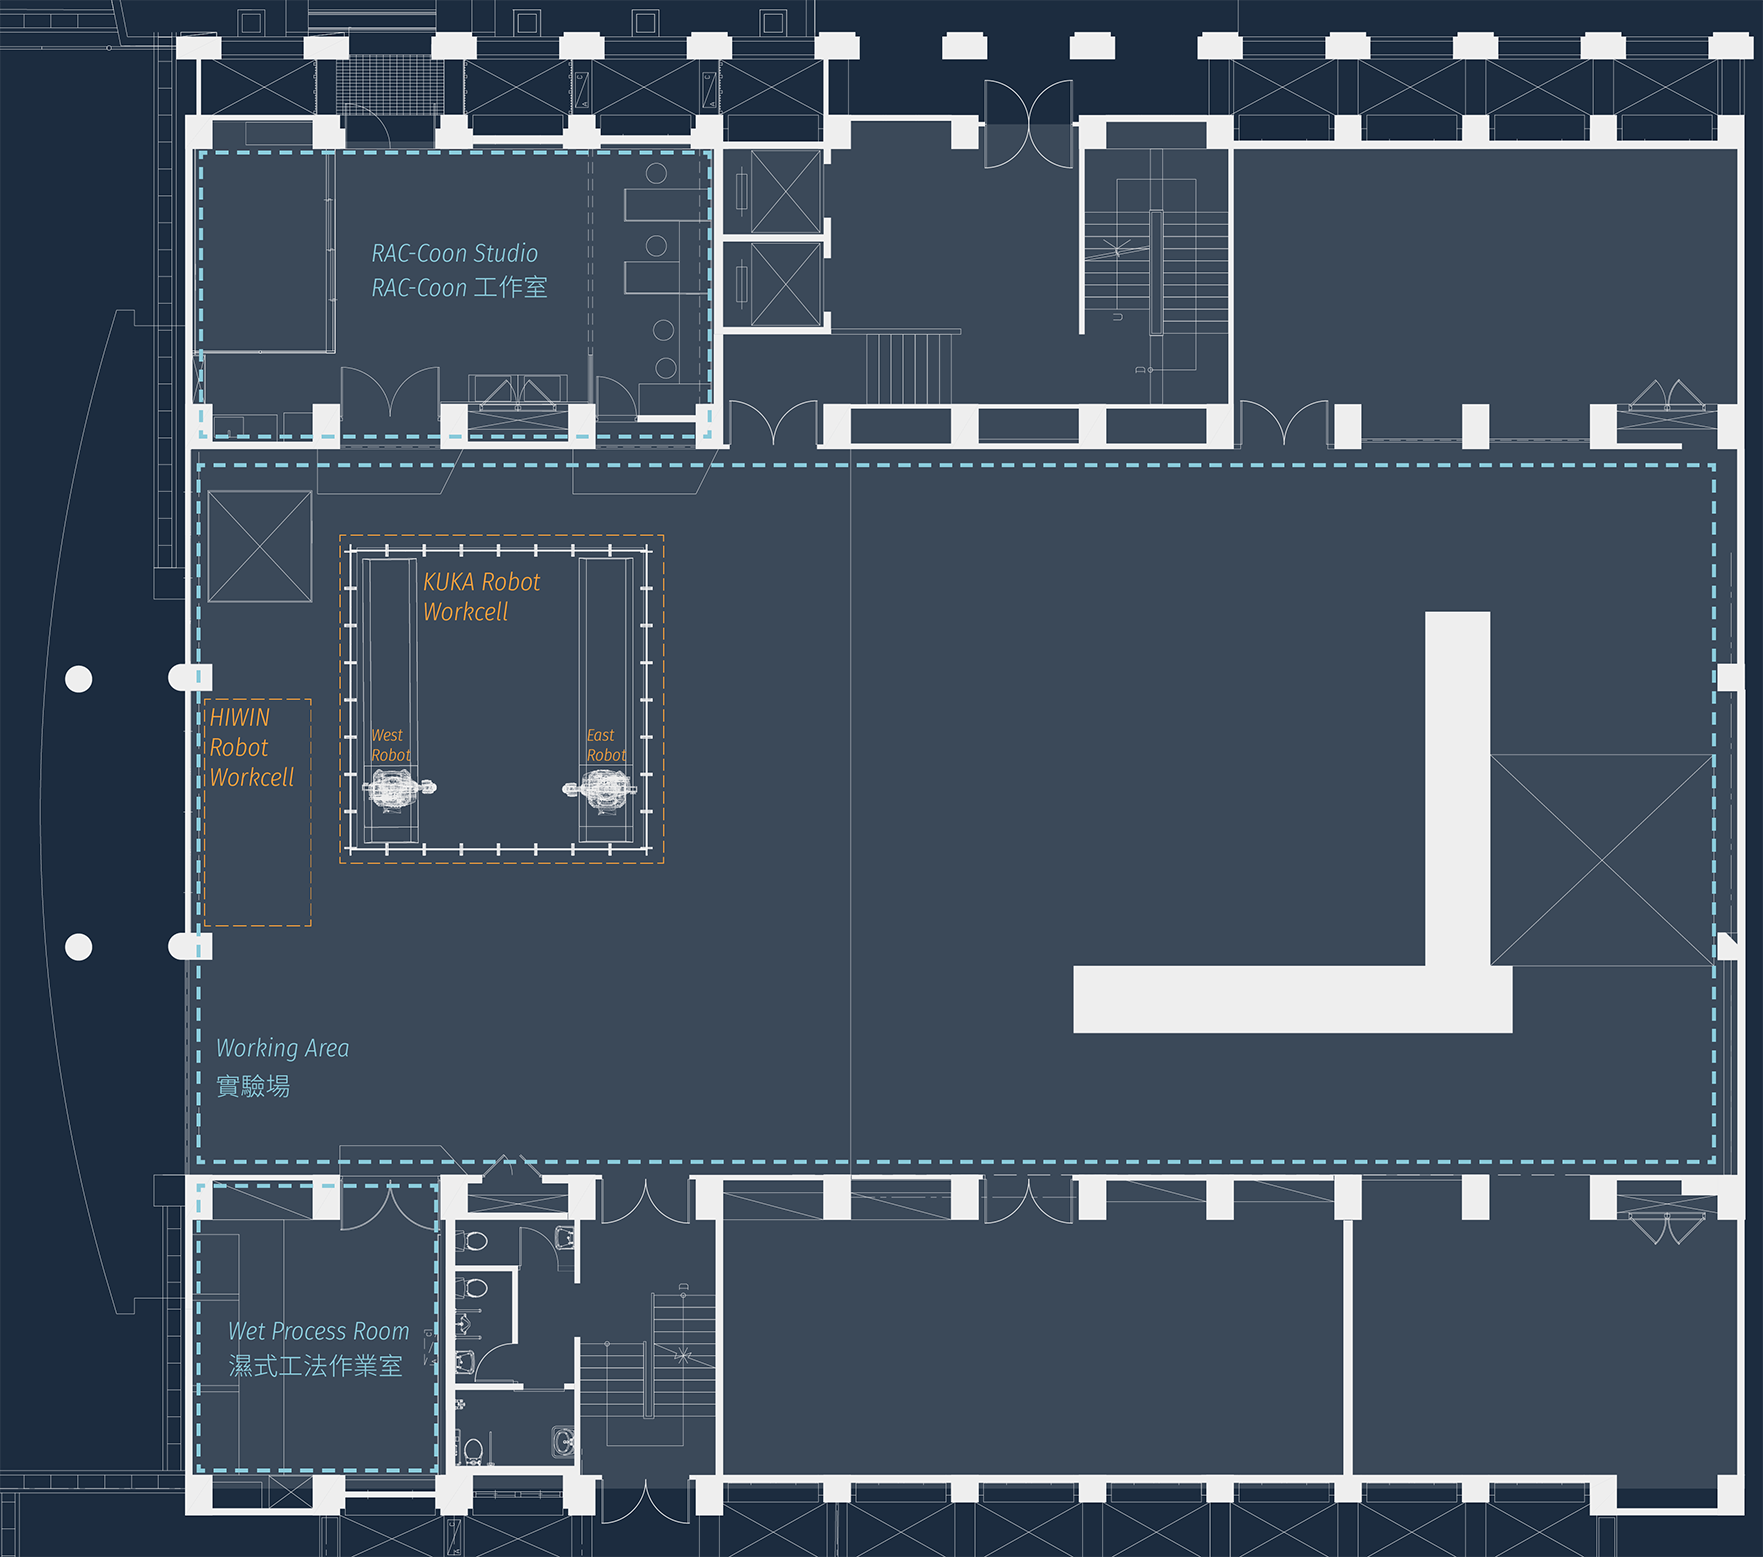 RAC-Coon Studio
RAC-Coon 工作室
U
D
KUKA Robot
Workcell
West
Robot
East
Robot
HIWIN
Robot
Workcell
Working Area
實驗場
D
Wet Process Room
濕式工法作業室